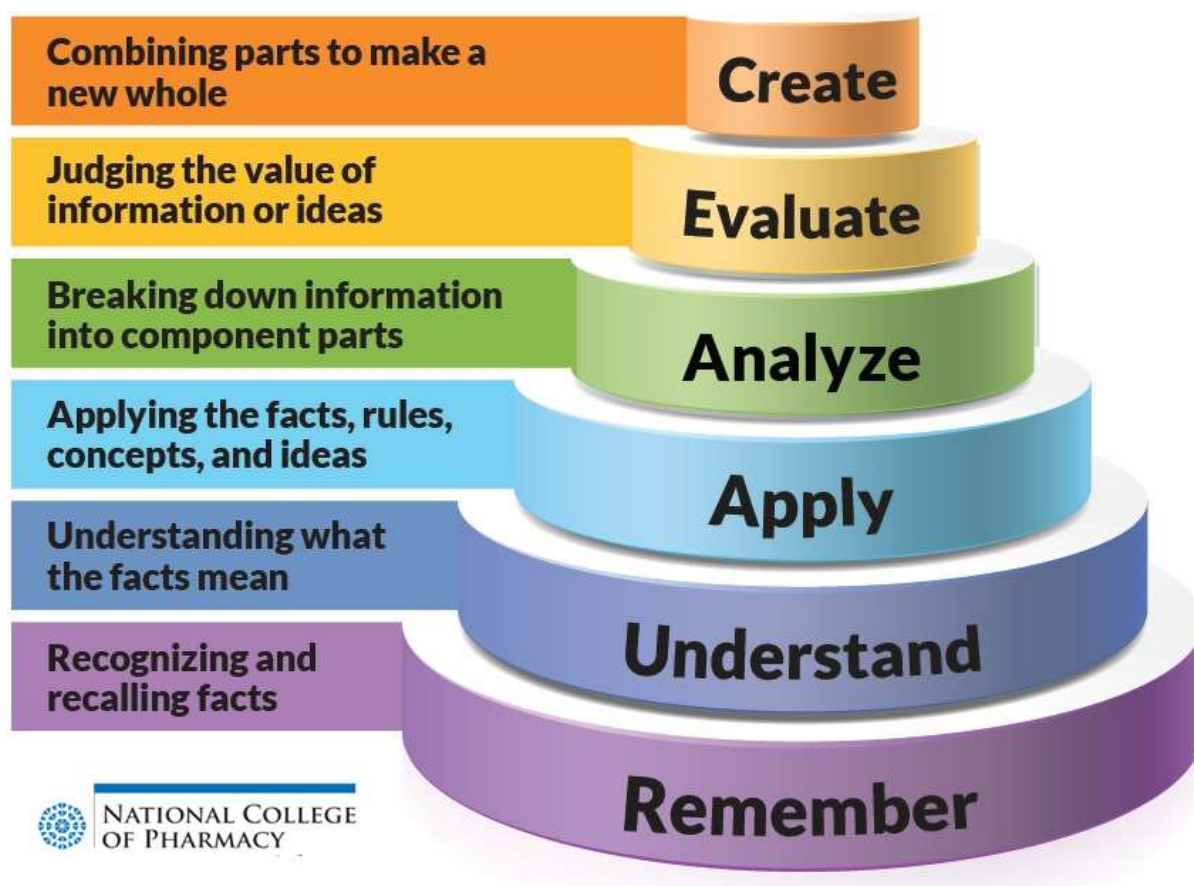 Combining parts to make a
new whole
Create
Judging the value of
information or ideas
Evaluate
Breaking down information
into component parts
Analyze
Applying the facts, rules,
concepts, and ideas
Apply
Understanding what
the facts mean
Understand
Recognizing and
recalling facts
Remember
NATIONAL COLLEGE
OF PHARMACY